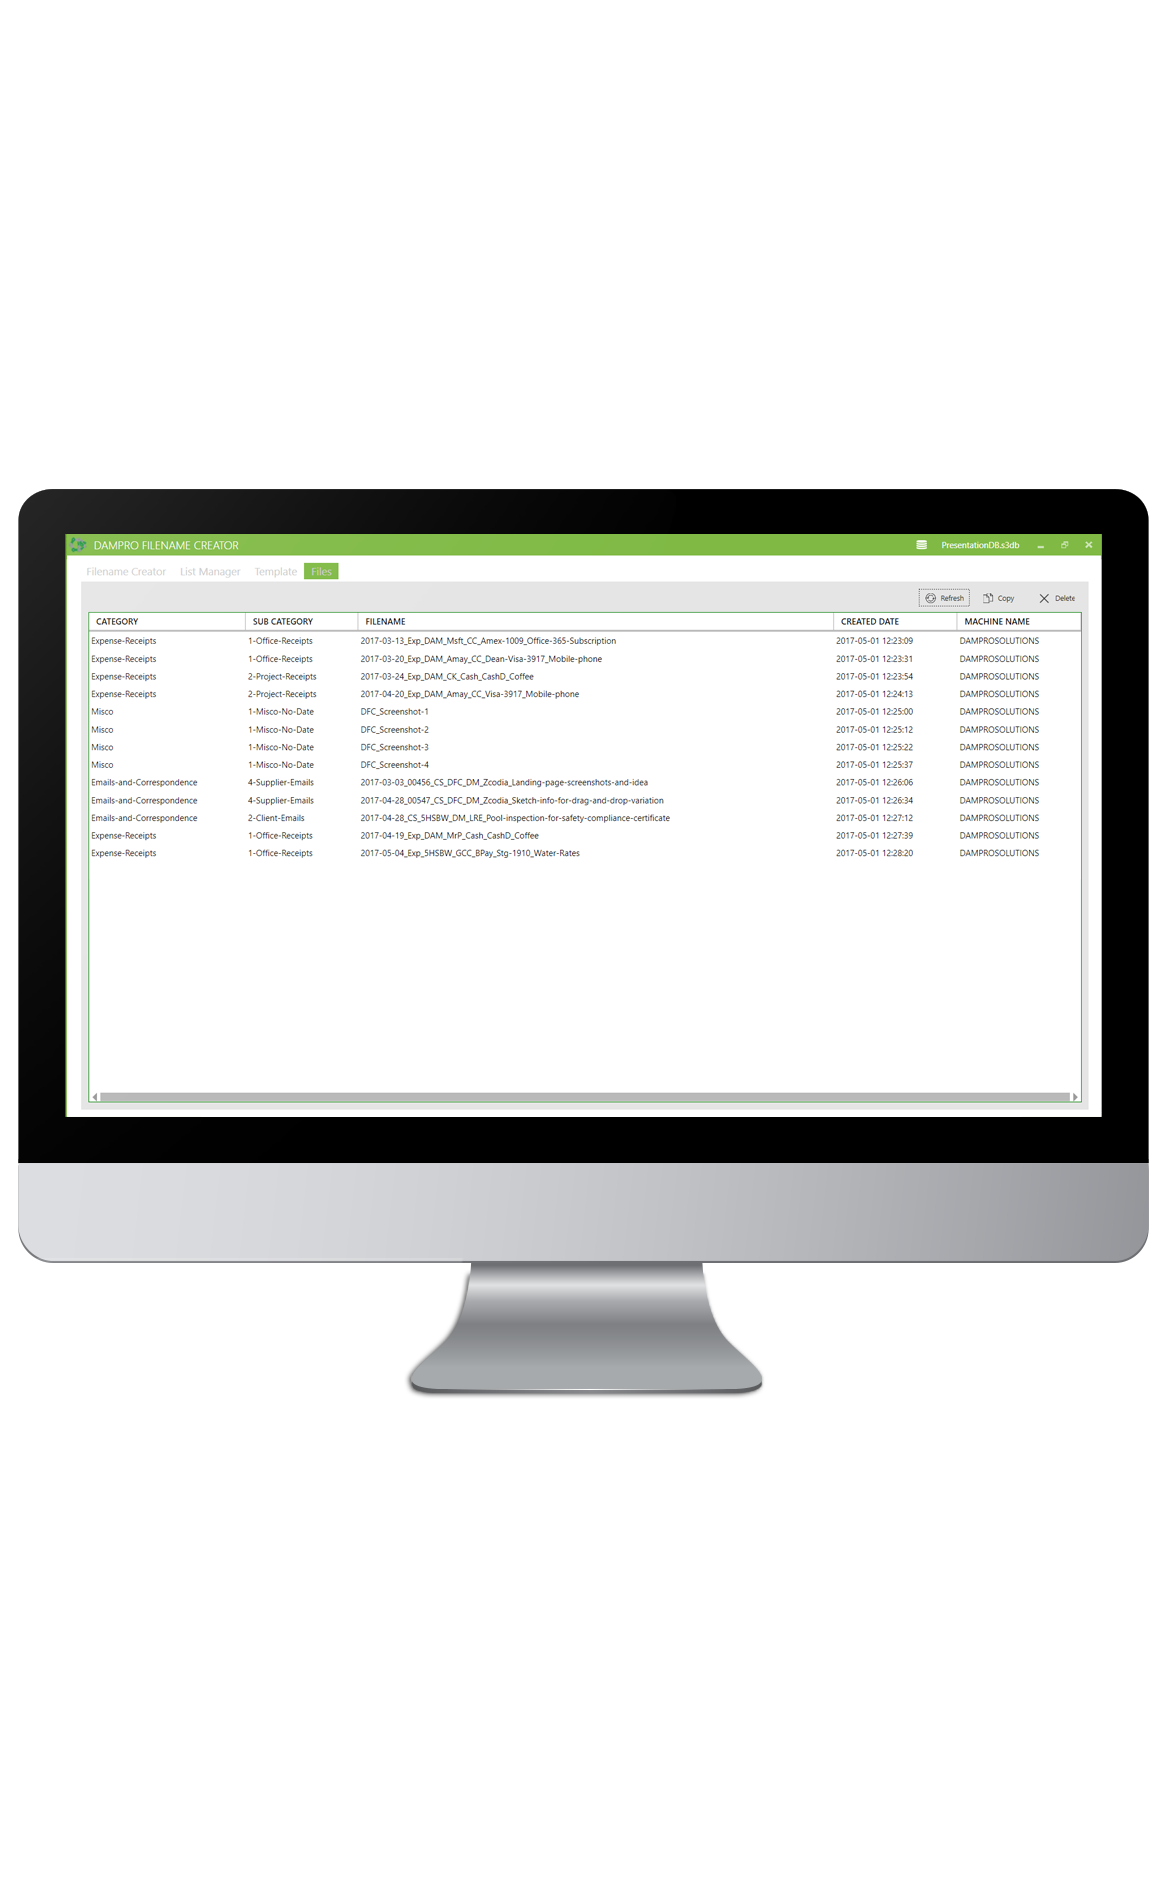 DAMPRO FILENAME CREATOR PresentationDB.s3db
Filename Creator List Manager Template Files
Refresh Copy Delete
CATEGORY SUB CATEGORY FILENAME CREATED DATE MACHINE NAME
Expense-Receipts 1-Office-Receipts 2017-03-13_Exp_DAM_Msft_CC_Amex-1009_Office-365-Subscription 2017-05-01 12:23:09 DAMPROSOLUTIONS
Expense-Receipts 1-Office-Receipts 2017-03-20_Exp_DAM_Amay_CC_Dean-Visa-3917_Mobile-phone 2017-05-01 12:23:31 DAMPROSOLUTIONS
Expense-Receipts 2-Project-Receipts 2017-03-24_Exp_DAM_CK_Cash_CashD_Coffee 2017-05-01 12:23:54 DAMPROSOLUTIONS
Expense-Receipts 2-Project-Receipts 2017-04-20_Exp_DAM_Amay_CC_Visa-3917_Mobile-phone 2017-05-01 12:24:13 DAMPROSOLUTIONS
Misco 1-Misco-No-Date DFC_Screenshot-1 2017-05-01 12:25:00 DAMPROSOLUTIONS
Misco 1-Misco-No-Date DFC_Screenshot-2 2017-05-01 12:25:12 DAMPROSOLUTIONS
Misco 1-Misco-No-Date DFC_Screenshot-3 2017-05-01 12:25:22 DAMPROSOLUTIONS
Misco 1-Misco-No-Date DFC_Screenshot-4 2017-05-01 12:25:37 DAMPROSOLUTIONS
Emails-and-Correspondence 4-Supplier-Emails 2017-03-03_00456_CS_DFC_DM_Zcodia_Landing-page-screenshots-and-idea 2017-05-01 12:26:06 DAMPROSOLUTIONS
Emails-and-Correspondence 4-Supplier-Emails 2017-04-28_00547_CS_DFC_DM_Zcodia_Sketch-info-for-drag-and-drop-variation 2017-05-01 12:26:34 DAMPROSOLUTIONS
Emails-and-Correspondence 2-Client-Emails 2017-04-28_CS_5HSBW_DM_LRE_Pool-inspection-for-safety-compliance-certificate 2017-05-01 12:27:12 DAMPROSOLUTIONS
Expense-Receipts 1-Office-Receipts 2017-04-19_Exp_DAM_MrP_Cash_CashD_Coffee 2017-05-01 12:27:39 DAMPROSOLUTIONS
Expense-Receipts 1-Office-Receipts 2017-05-04_Exp_5HSBW_GCC_BPay_Stg-1910_Water-Rates 2017-05-01 12:28:20 DAMPROSOLUTIONS